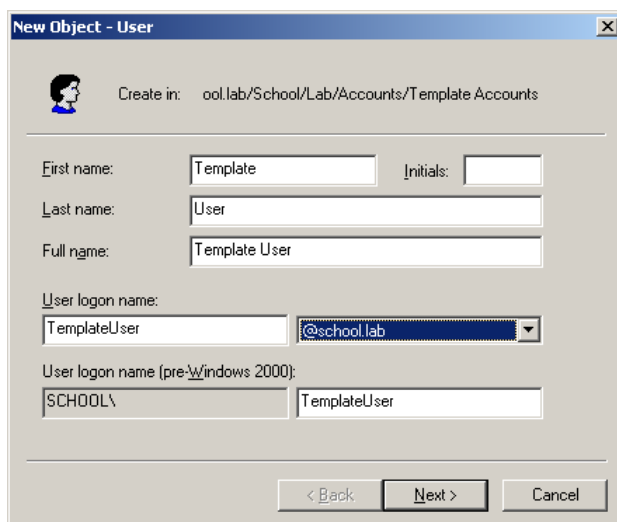 New Object - User
Create in: ool.lab/School/Lab/Accounts/Template Accounts
First name: Template Initials:
Last name: User
Full name: Template User
User logon name:
TemplateUser @school.lab
User logon name (pre-Windows 2000):
SCHOOL\ TemplateUser
< Back Next > Cancel